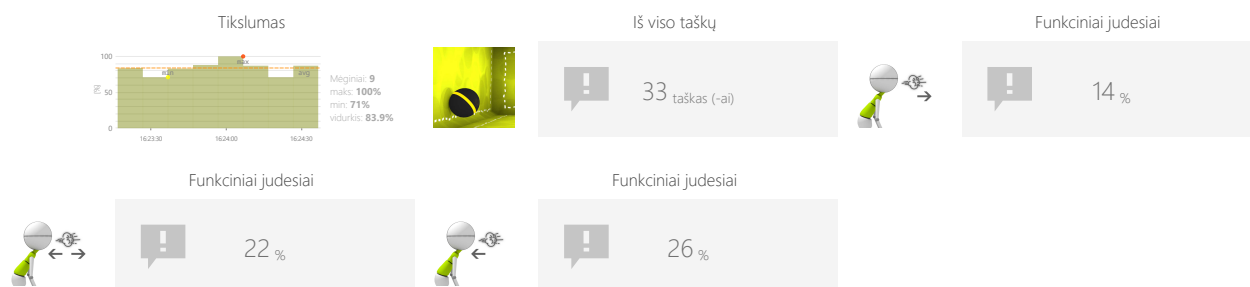 Tikslumas
Iš viso taškų
Funkciniai judesiai
100
50
0
[%]
min
max
avg
16:23:30
16:24:00
16:24:30
Mėginiai: 9
maks: 100%
min: 71%
vidurkis: 83.9%
33 taškas (-ai)
14 %
Funkciniai judesiai
Funkciniai judesiai
22 %
26 %